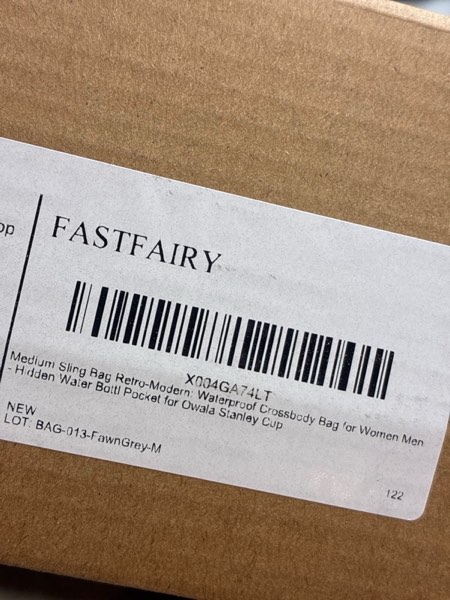 op
FASTFAIRY
X004GA74LT
Medium Sling Bag Retro-Modern: Waterproof Crossbody Bag for Women Men
- Hidden Water Bottl Pocket for Owala Stanley Cup
NEW
LOT: BAG-013-FawnGrey-M
122